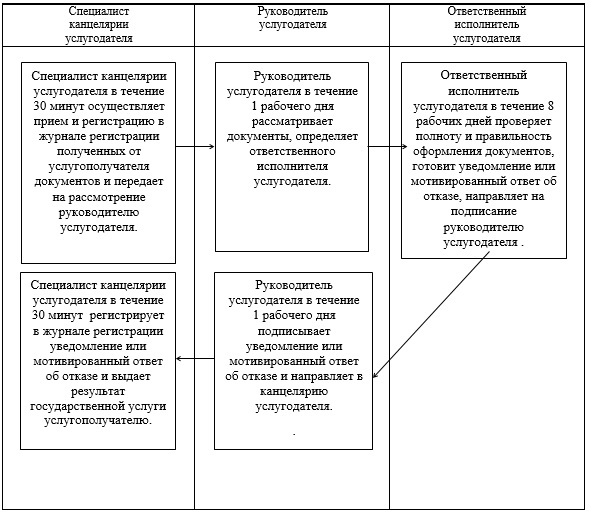 Специалист
канцелярии
услугодателя
Руководитель
услугодателя
Ответственный
исполнитель
услугодателя
Специалист канцелярии
услугодателя в течение
30 минут осуществляет
прием и регистрацию в
журнале регистрации
полученных от
услугополучателя
документов и передает
на рассмотрение
руководителю
услугодателя.
Руководитель
услугодателя в течение
1 рабочего дня
рассматривает
документы, определяет
ответственного
исполнителя
услугодателя.
Ответственный
исполнитель
услугодателя в течение 8
рабочих дней проверяет
полноту и правильность
оформления документов,
готовит уведомление или
мотивированный ответ об
отказе, направляет на
подписание
руководителю
услугодателя .
Специалист канцелярии
услугодателя в течение
30 минут регистрирует
в журнале регистрации
уведомление или
мотивированный ответ
об отказе и выдает
результат
государственной услуги
услугополучателю.
Руководитель
услугодателя в течение
1 рабочего дня
подписывает
уведомление или
мотивированный ответ
об отказе и направляет в
канцелярию
услугодателя.
.